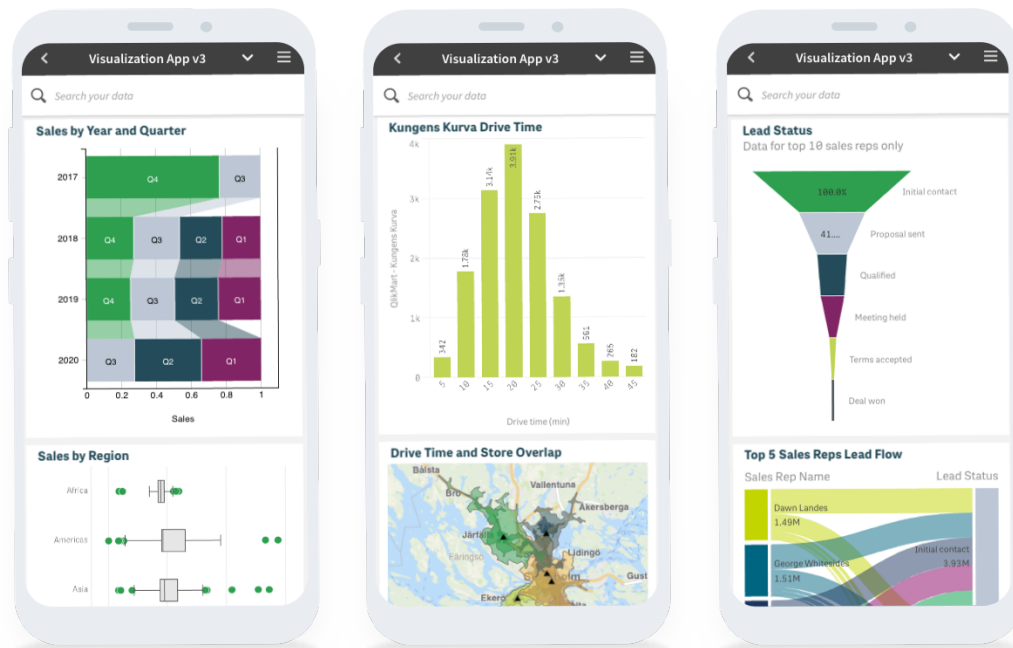 Visualization App v3
Search your data
Sales by Year and Quarter
2017
Q4
Q3
2018
Q4
Q3
Q2
Q1
2019
Q4
Q3
Q2
Q1
2020
Q3
Q2
Q1
0
0.2
0.4
0.6
0.8
1
Sales
Sales by Region
Africa
Americas
Asia
Visualization App v3
Search your data
Kungens Kurva Drive Time
QlikMart - Kungens Kurva
4k
3k
2k
1k
0
342
1.78k
3.14k
3.91k
2.75k
1.35k
561
265
182
5
10
15
20
25
30
35
40
45
Drive time (min)
Drive Time and Store Overlap
Bålsta
Bro
Vallentuna
Åkersberga
Järfälla
Färingsö
Lidingö
Gust
Ekerö
Visualization App v3
Search your data
Lead Status
Data for top 10 sales reps only
100.0%
Initial contact
41....
Proposal sent
Qualified
Meeting held
Terms accepted
Deal won
Top 5 Sales Reps Lead Flow
Sales Rep Name
Lead Status
Dawn Landes
1.49M
George Whitesides
1.51M
Initial contact
3.93M